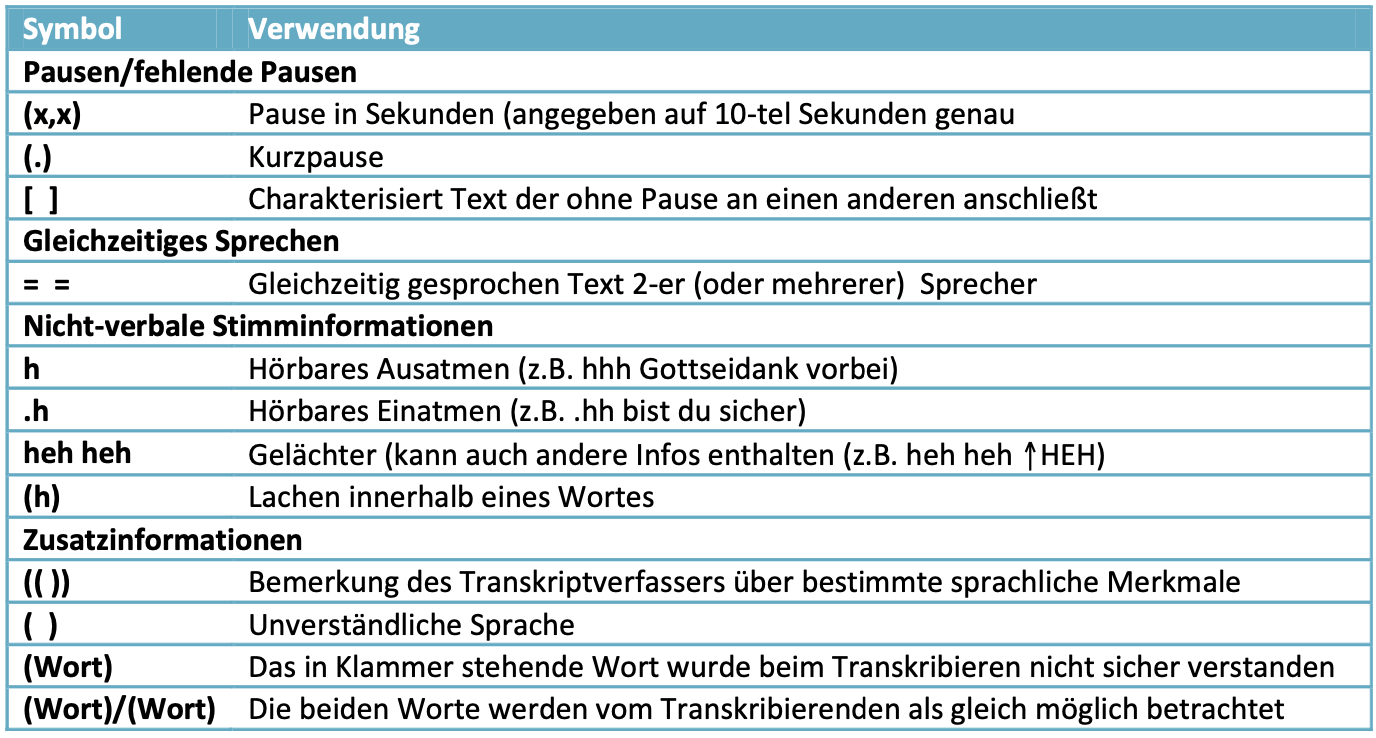 Symbol Verwendung
Pausen/fehlende Pausen
(x,x) Pause in Sekunden (angegeben auf 10-tel Sekunden genau
(.) Kurzpause
[ ] Charakterisiert Text der ohne Pause an einen anderen anschließt
Gleichzeitiges Sprechen
= = Gleichzeitig gesprochen Text 2-er (oder mehrerer) Sprecher
Nicht-verbale Stimminformationen
h Hörbares Ausatmen (z.B. hhh Gottseidank vorbei)
.h Hörbares Einatmen (z.B. .hh bist du sicher)
heh heh Gelächter (kann auch andere Infos enthalten (z.B. heh heh ↑HEH)
(h) Lachen innerhalb eines Wortes
Zusatzinformationen
(( )) Bemerkung des Transkriptverfassers über bestimmte sprachliche Merkmale
( ) Unverständliche Sprache
(Wort) Das in Klammer stehende Wort wurde beim Transkribieren nicht sicher verstanden
(Wort)/(Wort) Die beiden Worte werden vom Transkribierenden als gleich möglich betrachtet